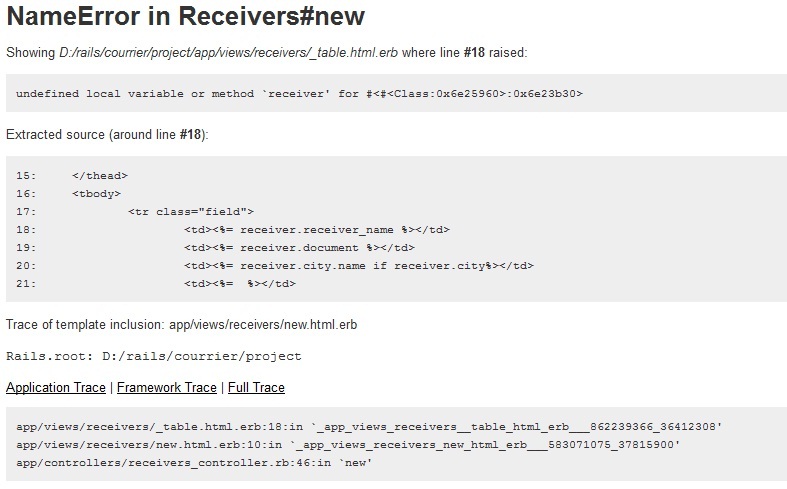 NameError in Receivers#new
Showing D:/rails/courrier/project/app/views/receivers/_table.html.erb where line #18 raised:
undefined local variable or method `receiver' for #<#<Class:0x6e25960>:0x6e23b30>
Extracted source (around line #18):
15:     </thead>
16:     <tbody>
17:             <tr class="field">
18:                     <td><%= receiver.receiver_name %></td>
19:                     <td><%= receiver.document %></td>
20:                     <td><%= receiver.city.name if receiver.city%></td>
21:                     <td><%=  %></td>
Trace of template inclusion: app/views/receivers/new.html.erb
Rails.root: D:/rails/courrier/project
Application Trace | Framework Trace | Full Trace
app/views/receivers/_table.html.erb:18:in `_app_views_receivers__table_html_erb___862239366_36412308'
app/views/receivers/new.html.erb:10:in `_app_views_receivers_new_html_erb___583071075_37815900'
app/controllers/receivers_controller.rb:46:in `new'